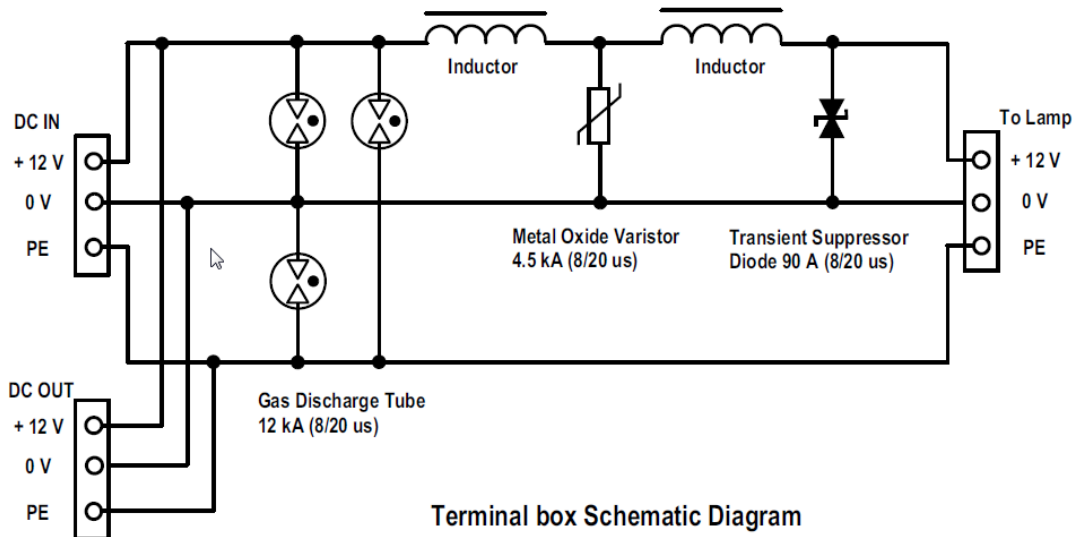 Inductor
Inductor
DC IN
+ 12 V
0 V
PE
To Lamp
+ 12 V
0 V
PE
Metal Oxide Varistor
4.5 kA (8/20 us)
Transient Suppressor
Diode 90 A (8/20 us)
DC OUT
+ 12 V
0 V
PE
Gas Discharge Tube
12 kA (8/20 us)
Terminal box Schematic Diagram